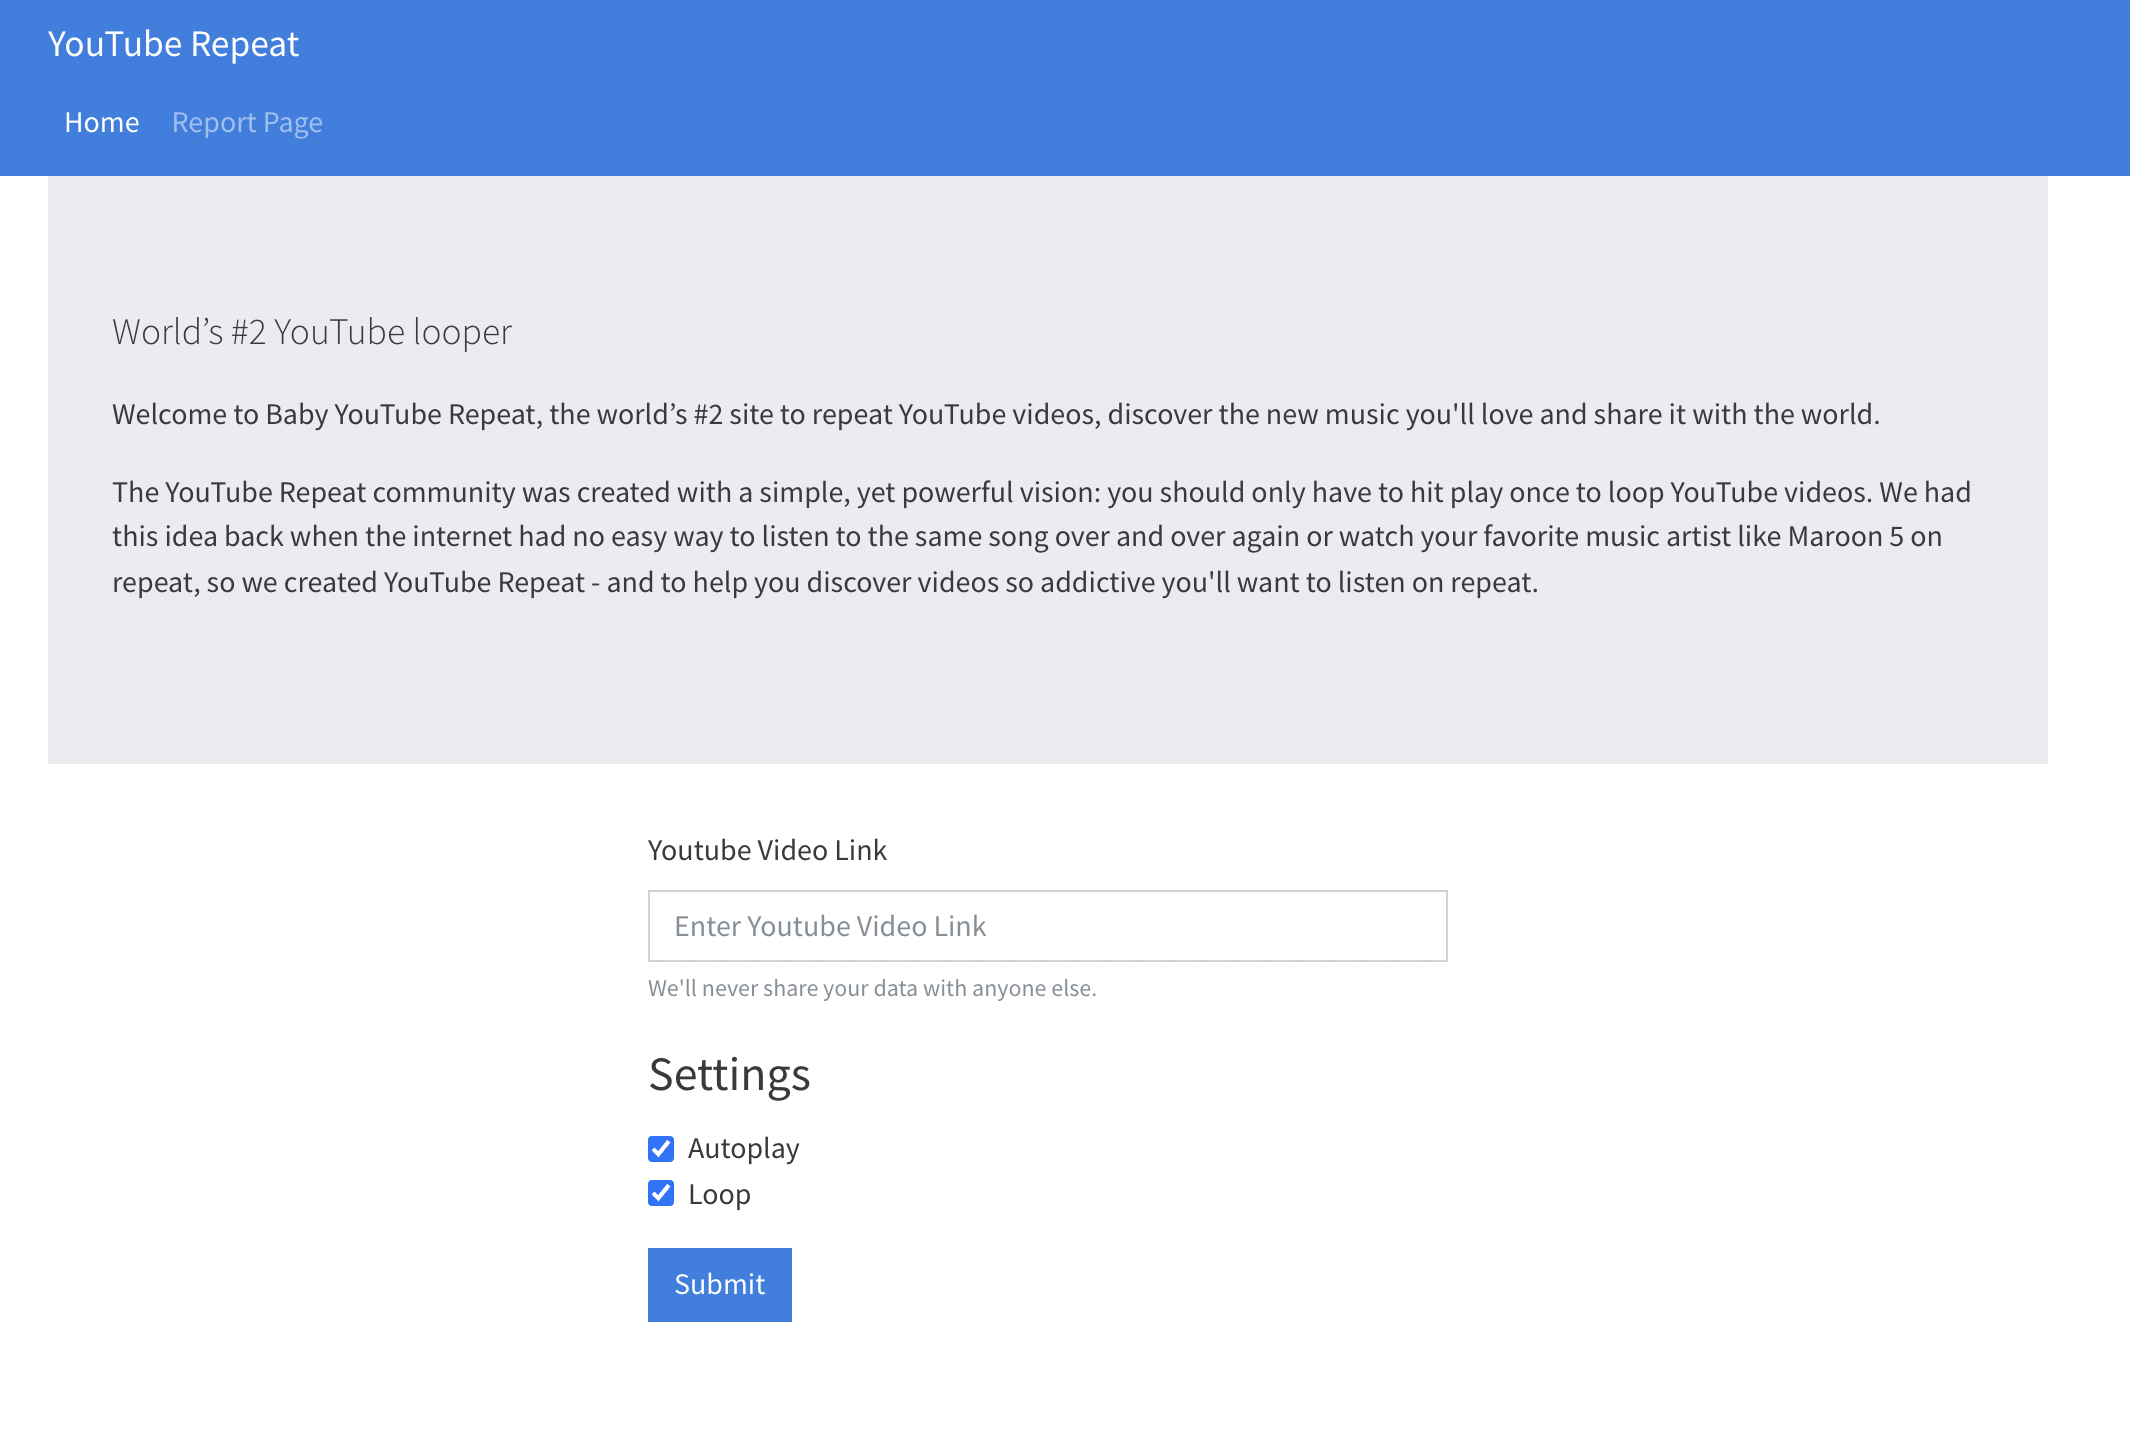 YouTube Repeat
Home Report Page
World’s #2 YouTube looper
Welcome to Baby YouTube Repeat, the world’s #2 site to repeat YouTube videos, discover the new music you'll love and share it with the world.
The YouTube Repeat community was created with a simple, yet powerful vision: you should only have to hit play once to loop YouTube videos. We had
this idea back when the internet had no easy way to listen to the same song over and over again or watch your favorite music artist like Maroon 5 on
repeat, so we created YouTube Repeat - and to help you discover videos so addictive you'll want to listen on repeat.
Youtube Video Link
Enter Youtube Video Link
We'll never share your data with anyone else.
Settings
Autoplay
Loop
Submit